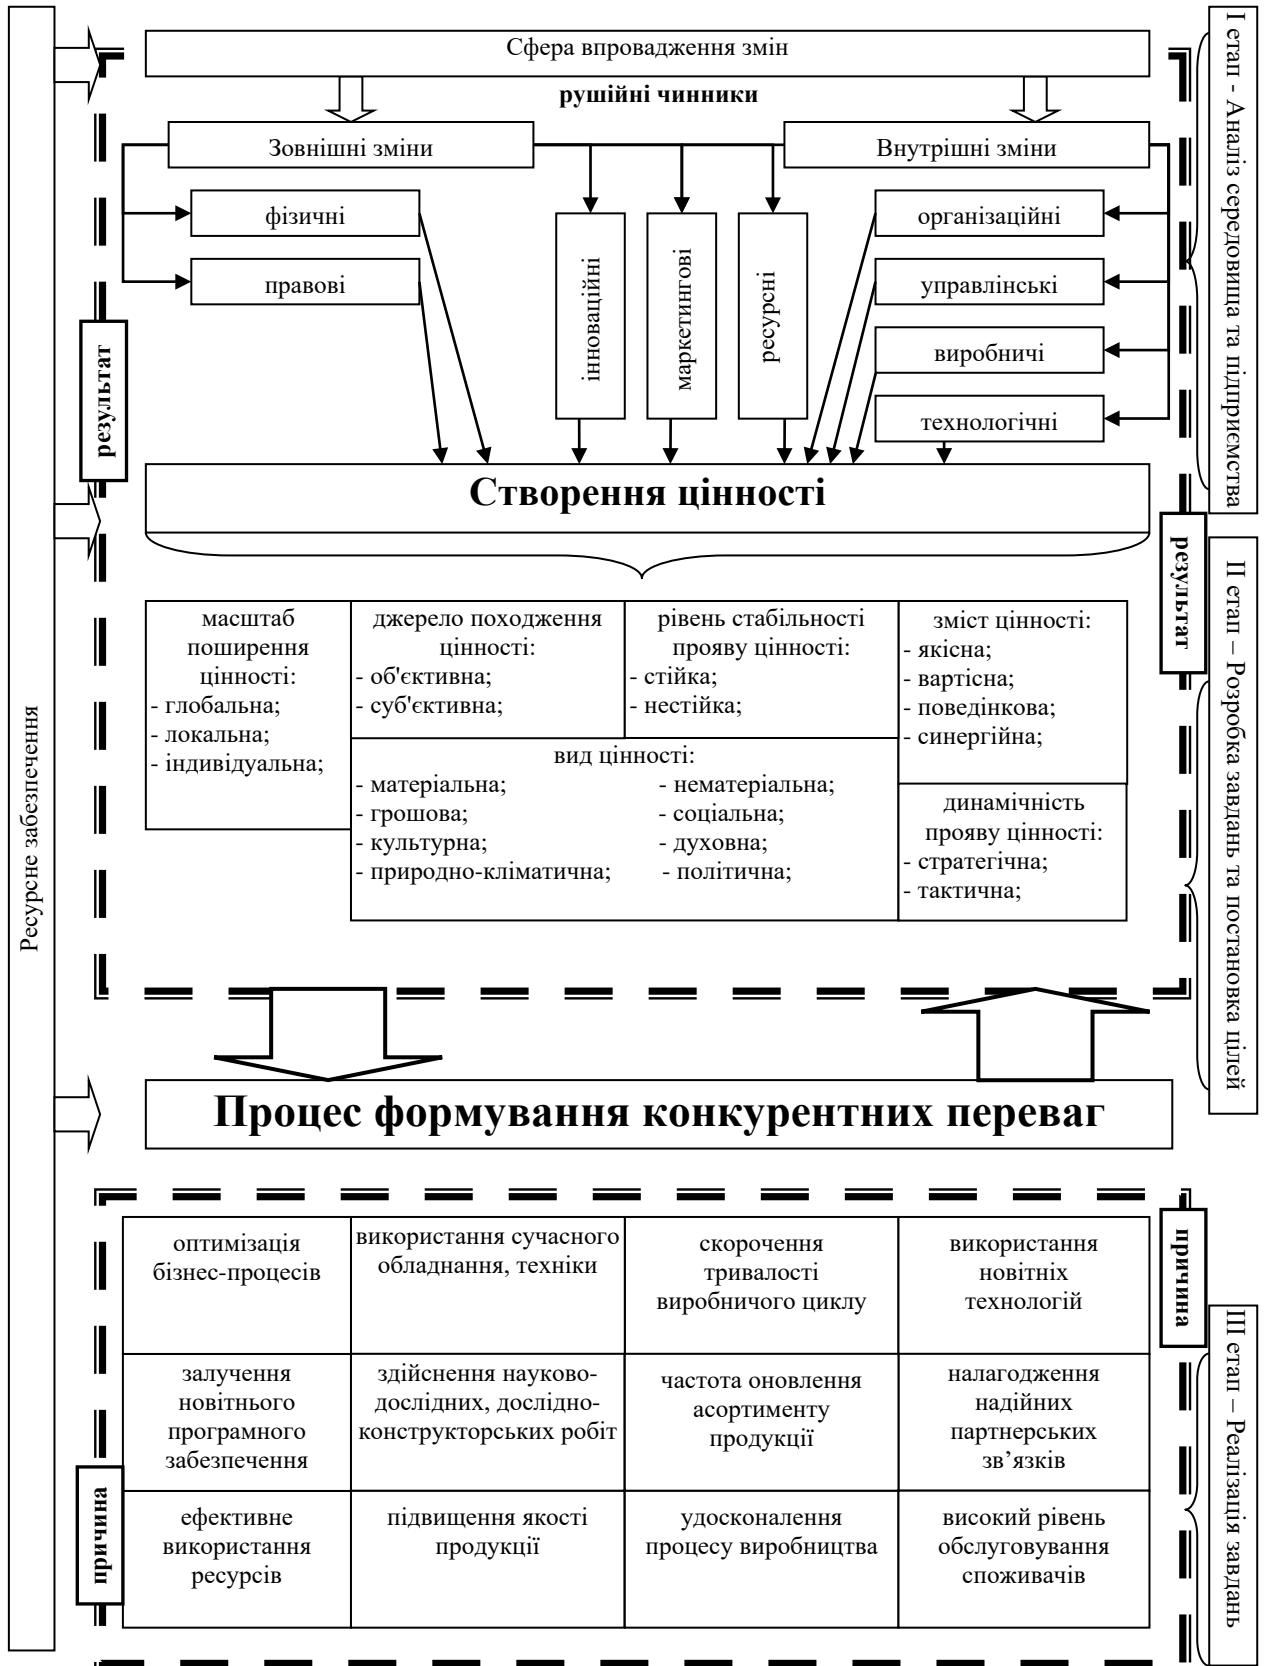 Сфера впровадження змін
рушійні чинники
Зовнішні зміни
Внутрішні зміни
фізичні
правові
інноваційні
маркетингові
ресурсні
організаційні
управлінські
виробничі
технологічні
результат
Створення цінності
результат
масштаб
поширення
цінності:
- глобальна;
- локальна;
- індивідуальна;
джерело походження
цінності:
- об'єктивна;
- суб'єктивна;
рівень стабільності
прояву цінності:
- стійка;
- нестійка;
зміст цінності:
- якісна;
- вартісна;
- поведінкова;
- синергійна;
вид цінності:
- матеріальна; - нематеріальна;
- грошова; - соціальна;
- культурна; - духовна;
- природно-кліматична; - політична;
динамічність
прояву цінності:
- стратегічна;
- тактична;
Процес формування конкурентних переваг
оптимізація
бізнес-процесів
використання сучасного
обладнання, техніки
скорочення
тривалості
виробничого циклу
використання
новітніх
технологій
причина
залучення
новітнього
програмного
забезпечення
здійснення науково-
дослідних, дослідно-
конструкторських робіт
частота оновлення
асортименту
продукції
налагодження
надійних
партнерських
зв’язків
причина
ефективне
використання
ресурсів
підвищення якості
продукції
удосконалення
процесу виробництва
високий рівень
обслуговування
споживачів
Ресурсне забезпечення
І етап - Аналіз середовища та підприємства
ІІ етап – Розробка завдань та постановка цілей
ІІІ етап – Реалізація завдань